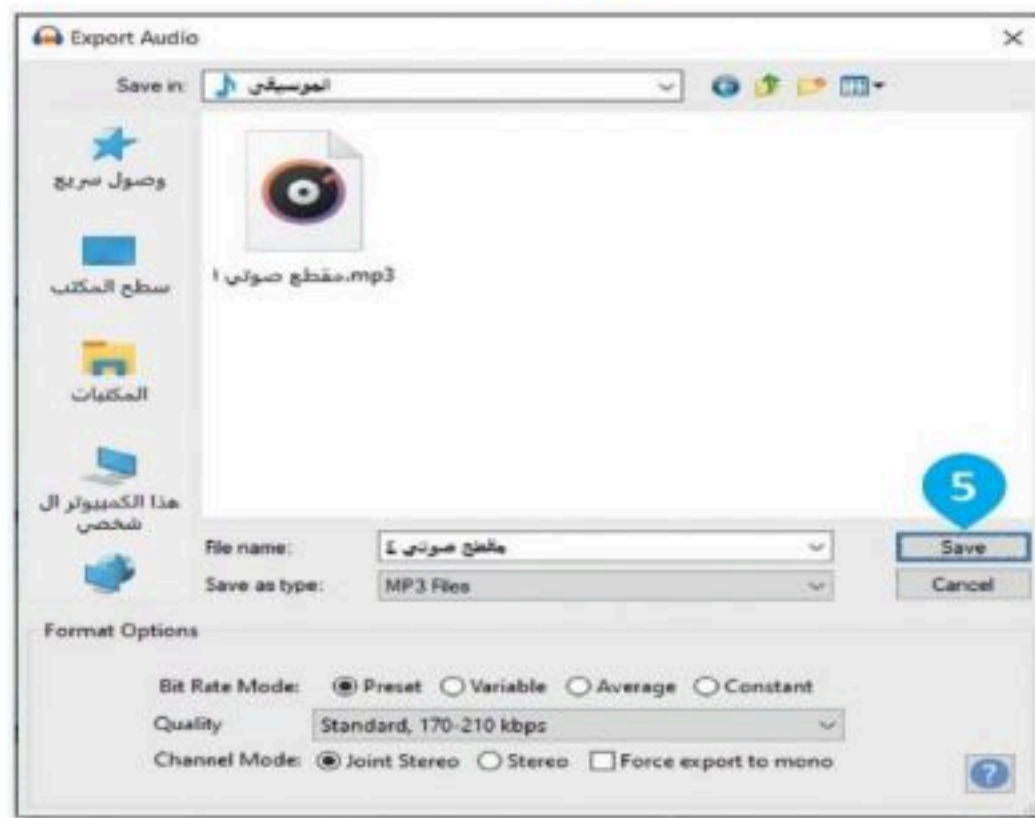 Export Audio
Save in: الموسيقى
وصول سريع
مقطع صوتي ١.mp3
سطح المكتب
المكتبات
هذا الكمبيوتر ال
شخصي
5
File name: مقطع صوتي ٤
Save
Save as type: MP3 Files
Cancel
Format Options
Bit Rate Mode: Preset Variable Average Constant
Quality Standard, 170-210 kbps
Channel Mode: Joint Stereo Stereo Force export to mono
?